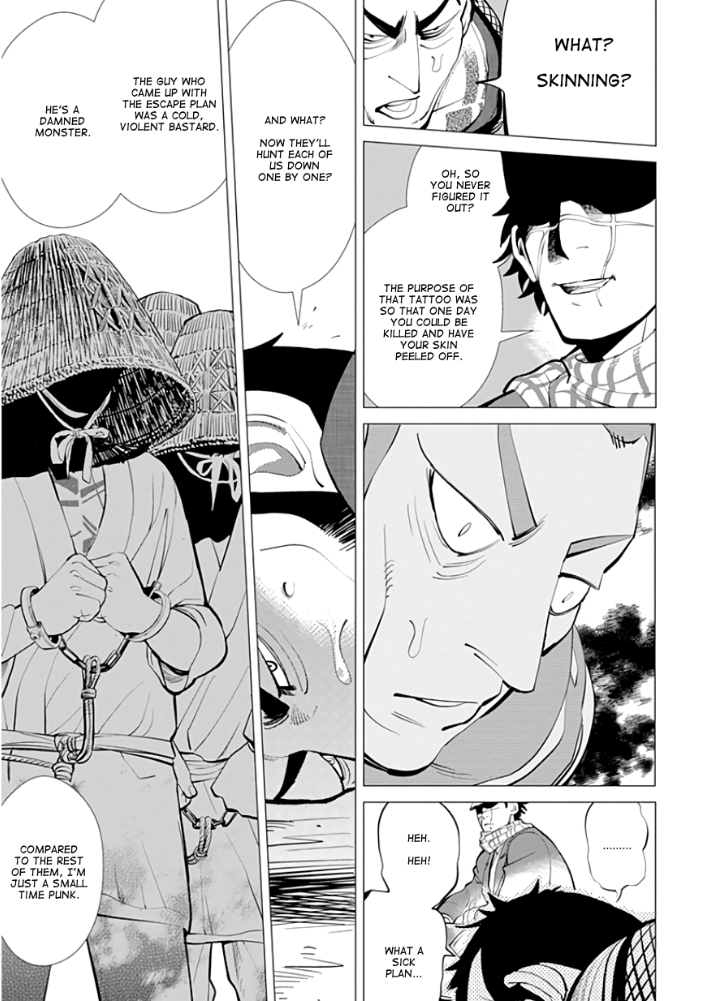 WHAT?
SKINNING?
OH, SO
YOU NEVER
FIGURED IT
OUT?
THE PURPOSE OF
THAT TATTOO WAS
SO THAT ONE DAY
YOU COULD BE
KILLED AND HAVE
YOUR SKIN
PEELED OFF.
.........
HEH.
HEH!
WHAT A
SICK
PLAN...
AND WHAT?
NOW THEY'LL
HUNT EACH OF
US DOWN
ONE BY ONE?
THE GUY WHO
CAME UP WITH
THE ESCAPE PLAN
WAS A COLD,
VIOLENT BASTARD.
HE'S A
DAMNED
MONSTER.
COMPARED
TO THE REST
OF THEM, I'M
JUST A SMALL
TIME PUNK.